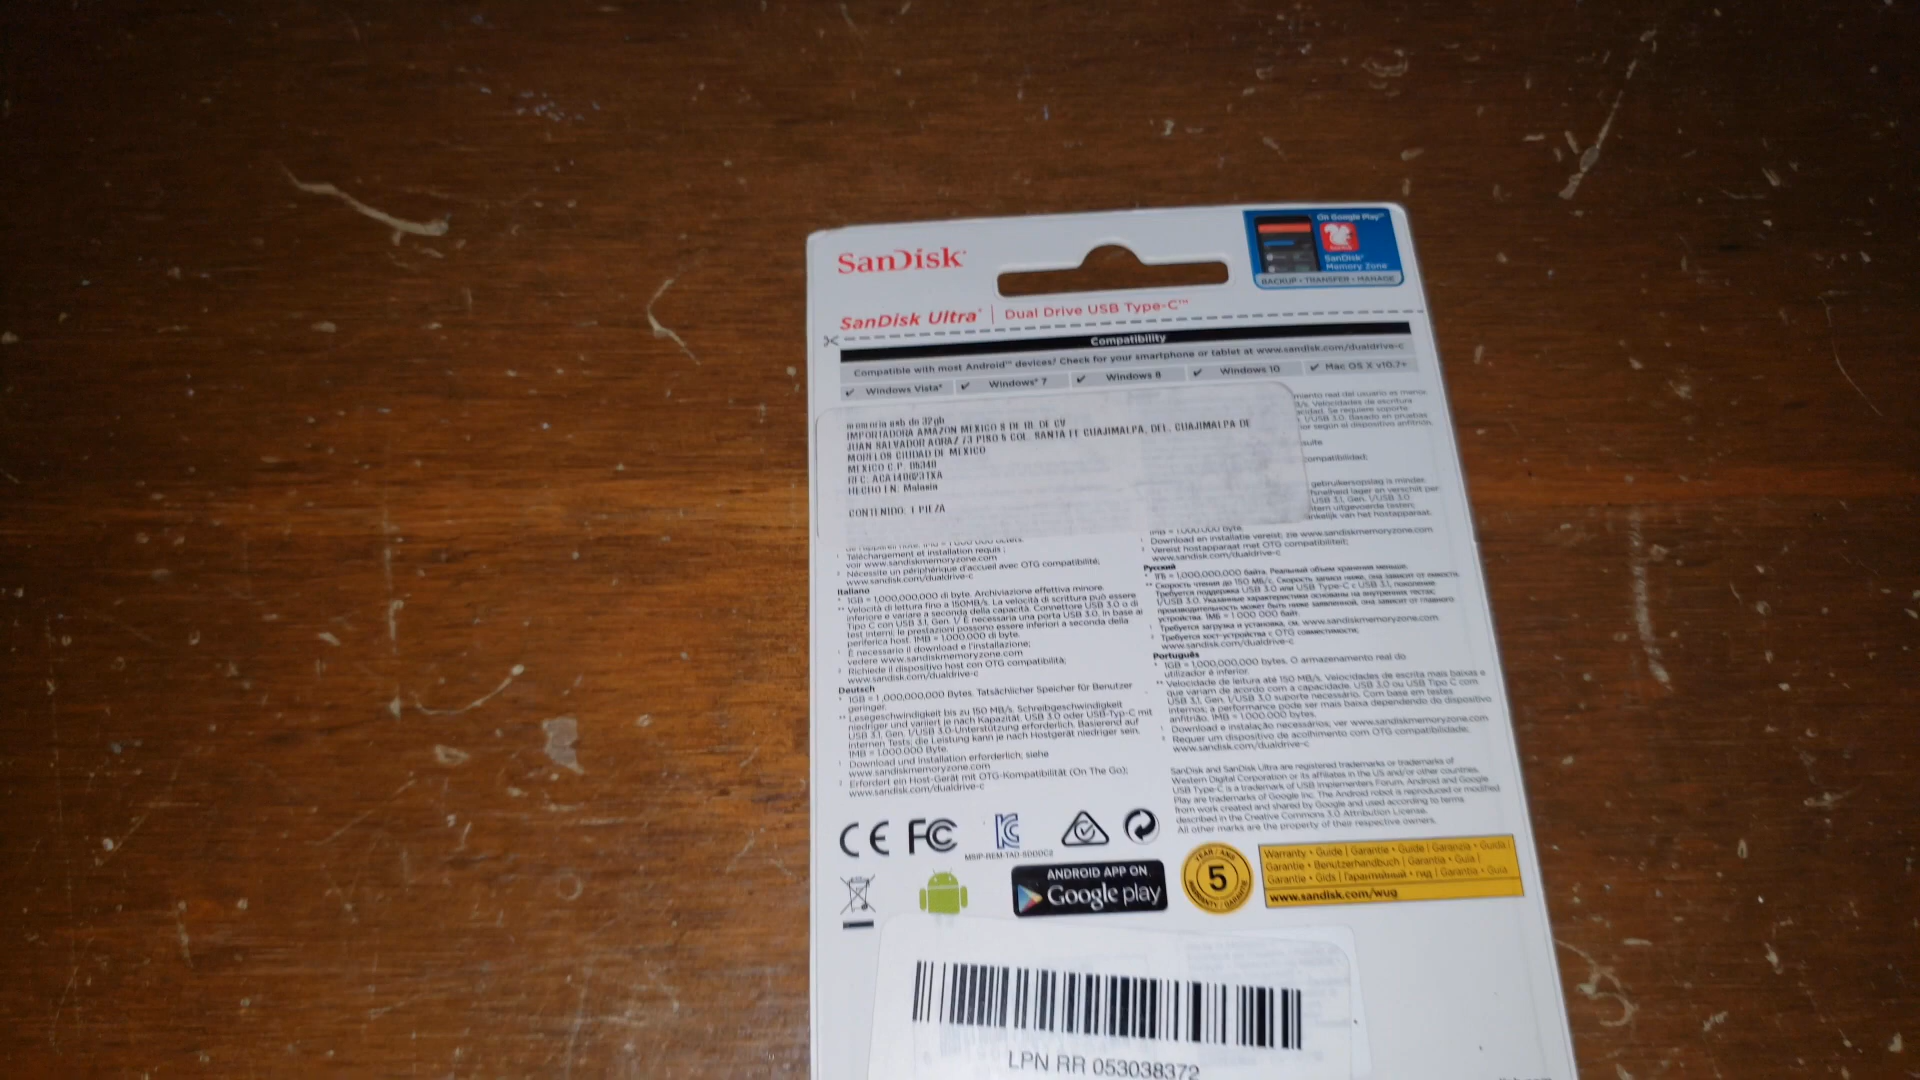 SanDisk
On Google Play™
SanDisk
SanDisk®
Memory Zone
BACKUP • TRANSFER • MANAGE
SanDisk Ultra® | Dual Drive USB Type-C™
Compatibility
Compatible with most Android™ devices? Check for your smartphone or tablet at www.sandisk.com/dualdrive-c
✓ Windows Vista® ✓ Windows® 7 ✓ Windows 8 ✓ Windows 10 ✓ Mac OS X v10.7+
memoria usb de 32gb
IMPORTADORA AMAZON MEXICO S DE RL DE CV
JUAN SALVADOR AGRAZ 73 PISO 5 COL. SANTA FE CUAJIMALPA, DEL. CUAJIMALPA DE
MORELOS CIUDAD DE MEXICO
MEXICO C.P. 05348
HECHO EN: Malasia
CONTENIDO: 1 PIEZA
Téléchargement et installation requis ;
voir www.sandiskmemoryzone.com
Nécessite un périphérique d'accueil avec OTG compatibilité;
www.sandisk.com/dualdrive-c
Italiano
* 1GB = 1,000,000,000 di byte. Archiviazione effettiva minore.
** Velocità di lettura fino a 150MB/s. La velocità di scrittura può essere
inferiore e varia a seconda della capacità. Connettore USB 3.0 o di
Tipo C con USB 3.1, Gen. 1/ È necessaria una porta USB 3.0. in base ai
test interni; le prestazioni possono essere inferiori a seconda della
periferica host. 1MB = 1.000.000 di byte.
È necessario il download e l'installazione;
vedere www.sandiskmemoryzone.com
Richiede il dispositivo host con OTG compatibilità;
www.sandisk.com/dualdrive-c
Deutsch
* 1GB = 1,000,000,000 Bytes. Tatsächlicher Speicher für Benutzer
geringer.
** Lesegeschwindigkeit bis zu 150 MB/s. Schreibgeschwindigkeit
niedriger und variiert je nach Kapazität. USB 3.0 oder USB-Typ-C mit
USB 3.1, Gen. 1/USB 3.0-Unterstützung erforderlich. Basierend auf
internen Tests; die Leistung kann je nach Hostgerät niedriger sein.
1MB = 1.000.000 Byte.
Download und Installation erforderlich; siehe
www.sandiskmemoryzone.com
Erfordert ein Host-Gerät mit OTG-Kompatibilität (On The Go);
www.sandisk.com/dualdrive-c
compatibilidad;
Download en installatie vereist; zie www.sandiskmemoryzone.com
Vereist hostapparaat met OTG compatibiliteit;
www.sandisk.com/dualdrive-c
Русский
* 1ГБ = 1,000,000,000 байта. Реальный объем хранения меньше.
** Скорость чтения до 150 МБ/с. Скорость записи ниже, она зависит от емкости.
Требуется поддержка USB 3.0 или USB Type-C с USB 3.1, поколение
1/USB 3.0. Указанные характеристики основаны на внутренних тестах;
производительность может быть ниже заявленной, она зависит от главного
устройства. 1МБ = 1 000 000 байт.
Требуется загрузка и установка, см. www.sandiskmemoryzone.com
Требуется хост-устройства с OTG совместимости;
www.sandisk.com/dualdrive-c
Português
* 1GB = 1,000,000,000 bytes. O armazenamento real do
utilizador é inferior.
** Velocidade de leitura até 150 MB/s. Velocidades de escrita mais baixas e
que variam de acordo com a capacidade. USB 3.0 ou USB Tipo C com
USB 3.1, Gen. 1/USB 3.0 suporte necessário. Com base em testes
internos; a performance pode ser mais baixa dependendo do dispositivo
anfitrião. 1MB = 1.000.000 bytes.
Download e instalação necessários; ver www.sandiskmemoryzone.com
Requer um dispositivo de acolhimento com OTG compatibilidade;
www.sandisk.com/dualdrive-c
SanDisk and SanDisk Ultra are registered trademarks or trademarks of
Western Digital Corporation or its affiliates in the US and/or other countries.
USB Type-C is a trademark of USB Implementers Forum. Android and Google
Play are trademarks of Google Inc. The Android robot is reproduced or modified
from work created and shared by Google and used according to terms
described in the Creative Commons 3.0 Attribution License.
All other marks are the property of their respective owners.
CE FC
MSIP-REM-TAD-SDDDC2
ANDROID APP ON
Google play
YEAR / ANS
5
WARRANTY / GARANTIE
Warranty • Guide | Garantie • Guide | Garanzia • Guida |
Garantie • Benutzerhandbuch | Garantía • Guía |
Garantie • Gids | Гарантийный • гид | Garantia • Guia
www.sandisk.com/wug
LPN RR 053038372